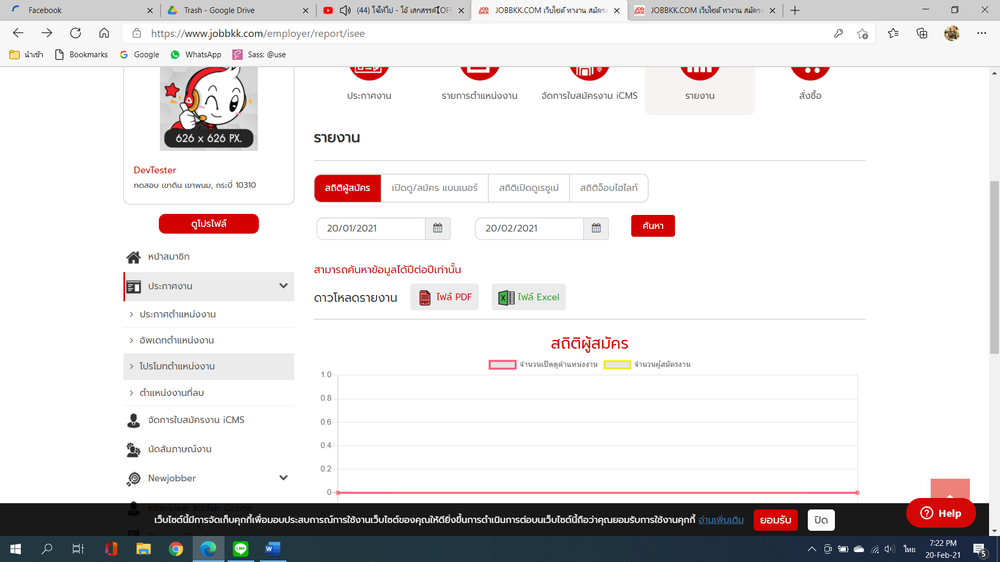 Facebook
Trash - Google Drive
(44) ใจให้ไป - โอ้ เสกสรรค์【OFF
JOBBKK.COM เว็บไซต์ หางาน สมัครง
JOBBKK.COM เว็บไซต์ หางาน สมัครง
https://www.jobbkk.com/employer/report/isee
นำเข้า
Bookmarks
Google
WhatsApp
Sass: @use
ประกาศงาน
รายการตำแหน่งงาน
จัดการใบสมัครงาน iCMS
รายงาน
สั่งซื้อ
626 x 626 PX.
DevTester
ทดสอบ เขาดิน เขาพนม, กระบี่ 10310
ดูโปรไฟล์
หน้าสมาชิก
ประกาศงาน
ประกาศตำแหน่งงาน
อัพเดทตำแหน่งงาน
โปรโมทตำแหน่งงาน
ตำแหน่งงานที่ลบ
จัดการใบสมัครงาน iCMS
นัดสัมภาษณ์งาน
Newjobber
Interview Jobfair Online
รายงาน
สถิติผู้สมัคร
เปิดดู/สมัคร แบนเนอร์
สถิติเปิดดูเรซูเม่
สถิติจ็อบไฮไลท์
20/01/2021
20/02/2021
ค้นหา
สามารถค้นหาข้อมูลได้ปีต่อปีเท่านั้น
ดาวโหลดรายงาน
PDF
ไฟล์ PDF
ไฟล์ Excel
สถิติผู้สมัคร
จำนวนเปิดดูตำแหน่งงาน
จำนวนผู้สมัครงาน
1.0
0.8
0.6
0.4
0.2
0
เว็บไซต์นี้มีการจัดเก็บคุกกี้เพื่อมอบประสบการณ์การใช้งานเว็บไซต์ของคุณให้ดียิ่งขึ้นการดำเนินการต่อบนเว็บไซต์นี้ถือว่าคุณยอมรับการใช้งานคุกกี้ อ่านเพิ่มเติม
ยอมรับ
ปิด
Help
ไทย
7:22 PM
20-Feb-21
5